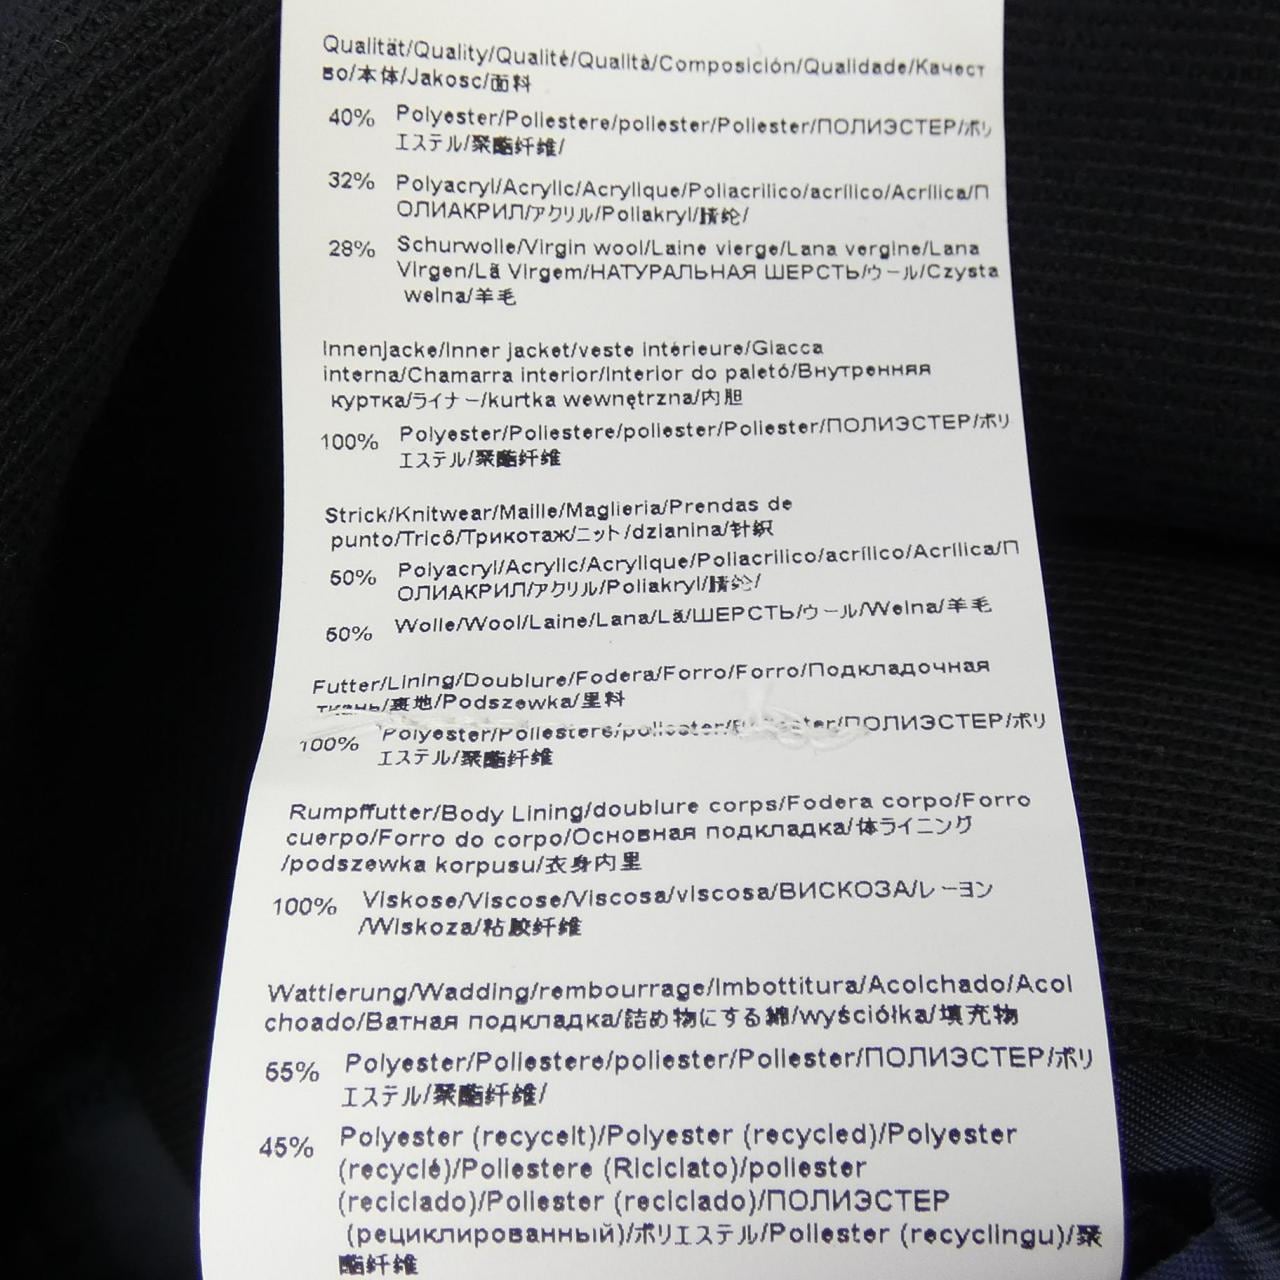 Qualität/Quality/Qualité/Qualità/Composición/Qualidade/Качест
во/本体/Jakosc/面料
40% Polyester/Poliestere/poliester/Poliester/ПОЛИЭСТЕР/ポリ
エステル/聚酯纤维/
32% Polyacryl/Acrylic/Acrylique/Poliacrilico/acrílico/Acrílica/П
ОЛИАКРИЛ/アクリル/Poliakryl/腈纶/
28% Schurwolle/Virgin wool/Laine vierge/Lana vergine/Lana
Virgen/Lã Virgem/НАТУРАЛЬНАЯ ШЕРСТЬ/ウール/Czysta
welna/羊毛
Innenjacke/Inner jacket/veste intérieure/Giacca
interna/Chamarra interior/Interior do paletó/Внутренняя
куртка/ライナー/kurtka wewnętrzna/内胆
100% Polyester/Poliestere/poliester/Poliester/ПОЛИЭСТЕР/ポリ
エステル/聚酯纤维
Strick/Knitwear/Maille/Maglieria/Prendas de
punto/Tricô/Трикотаж/ニット/dzianina/针织
50% Polyacryl/Acrylic/Acrylique/Poliacrilico/acrílico/Acrílica/П
ОЛИАКРИЛ/アクリル/Poliakryl/腈纶/
50% Wolle/Wool/Laine/Lana/Lã/ШЕРСТЬ/ウール/Welna/羊毛
Futter/Lining/Doublure/Fodera/Forro/Forro/Подкладочная
ткань/裏地/Podszewka/里料
100% Polyester/Poliestere/poliester/Poliester/ПОЛИЭСТЕР/ポリ
エステル/聚酯纤维
Rumpffutter/Body Lining/doublure corps/Fodera corpo/Forro
cuerpo/Forro do corpo/Основная подкладка/体ライニング
/podszewka korpusu/衣身内里
100% Viskose/Viscose/Viscosa/viscosa/ВИСКОЗА/レーヨン
/Wiskoza/粘胶纤维
Wattierung/Wadding/rembourrage/Imbottitura/Acolchado/Acol
choado/Ватная подкладка/詰め物にする綿/wyściółka/填充物
55% Polyester/Poliestere/poliester/Poliester/ПОЛИЭСТЕР/ポリ
エステル/聚酯纤维/
45% Polyester (recycelt)/Polyester (recycled)/Polyester
(recyclé)/Poliestere (Riciclato)/poliester
(reciclado)/Poliester (reciclado)/ПОЛИЭСТЕР
(рециклированный)/ポリエステル/Poliester (recyclingu)/聚
酯纤维